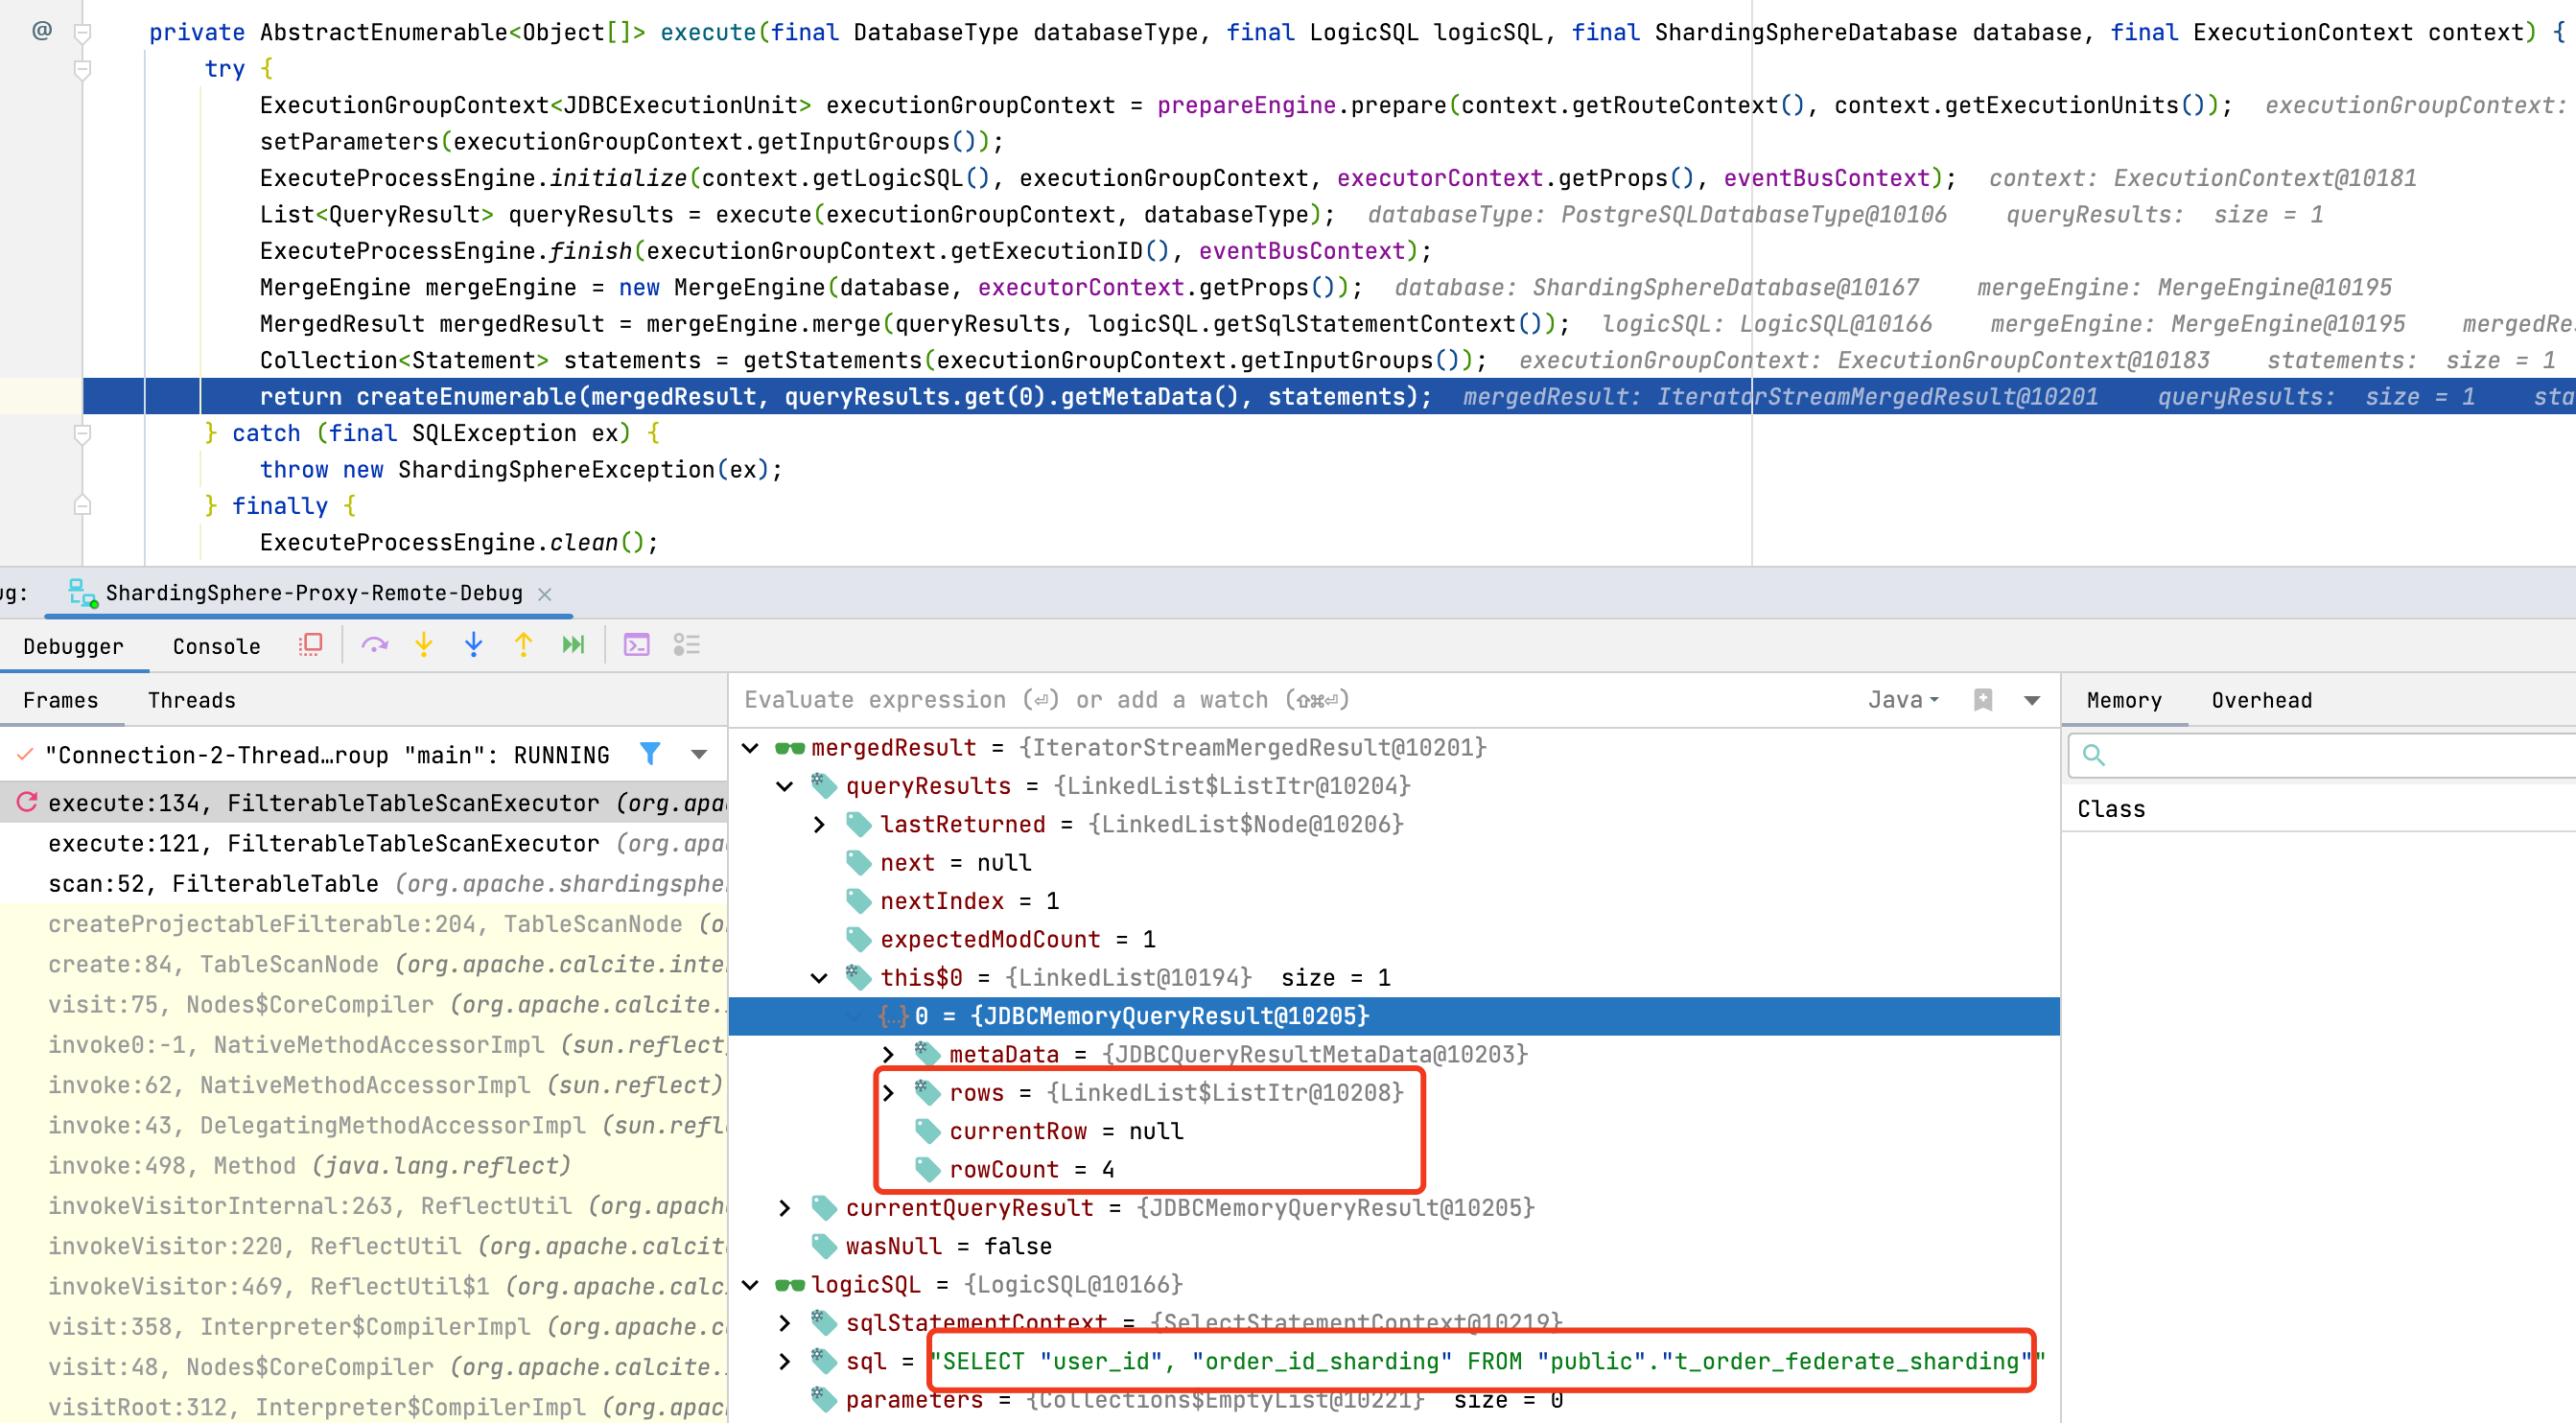 @ private AbstractEnumerable<Object[]> execute(final DatabaseType databaseType, final LogicSQL logicSQL, final ShardingSphereDatabase database, final ExecutionContext context) {
try {
ExecutionGroupContext<JDBCExecutionUnit> executionGroupContext = prepareEngine.prepare(context.getRouteContext(), context.getExecutionUnits()); executionGroupContext:
setParameters(executionGroupContext.getInputGroups());
ExecuteProcessEngine.initialize(context.getLogicSQL(), executionGroupContext, executorContext.getProps(), eventBusContext); context: ExecutionContext@10181
List<QueryResult> queryResults = execute(executionGroupContext, databaseType); databaseType: PostgreSQLDatabaseType@10106 queryResults: size = 1
ExecuteProcessEngine.finish(executionGroupContext.getExecutionID(), eventBusContext);
MergeEngine mergeEngine = new MergeEngine(database, executorContext.getProps()); database: ShardingSphereDatabase@10167 mergeEngine: MergeEngine@10195
MergedResult mergedResult = mergeEngine.merge(queryResults, logicSQL.getSqlStatementContext()); logicSQL: LogicSQL@10166 mergeEngine: MergeEngine@10195 mergedRes
Collection<Statement> statements = getStatements(executionGroupContext.getInputGroups()); executionGroupContext: ExecutionGroupContext@10183 statements: size = 1
return createEnumerable(mergedResult, queryResults.get(0).getMetaData(), statements); mergedResult: IteratorStreamMergedResult@10201 queryResults: size = 1 sta
} catch (final SQLException ex) {
throw new ShardingSphereException(ex);
} finally {
ExecuteProcessEngine.clean();
ug: ShardingSphere-Proxy-Remote-Debug
Debugger Console
Frames Threads
"Connection-2-Thread…roup "main": RUNNING
execute:134, FilterableTableScanExecutor (org.apa
execute:121, FilterableTableScanExecutor (org.apa
scan:52, FilterableTable (org.apache.shardingsphe
createProjectableFilterable:204, TableScanNode (o
create:84, TableScanNode (org.apache.calcite.inte
visit:75, Nodes$CoreCompiler (org.apache.calcite.
invoke0:-1, NativeMethodAccessorImpl (sun.reflect
invoke:62, NativeMethodAccessorImpl (sun.reflect)
invoke:43, DelegatingMethodAccessorImpl (sun.refl
invoke:498, Method (java.lang.reflect)
invokeVisitorInternal:263, ReflectUtil (org.apach
invokeVisitor:220, ReflectUtil (org.apache.calcit
invokeVisitor:469, ReflectUtil$1 (org.apache.calc
visit:358, Interpreter$CompilerImpl (org.apache.c
visit:48, Nodes$CoreCompiler (org.apache.calcite.
visitRoot:312, Interpreter$CompilerImpl (org.apac
Evaluate expression (⏎) or add a watch (⇧⌘⏎) Java
mergedResult = {IteratorStreamMergedResult@10201}
queryResults = {LinkedList$ListItr@10204}
lastReturned = {LinkedList$Node@10206}
next = null
nextIndex = 1
expectedModCount = 1
this$0 = {LinkedList@10194} size = 1
{...} 0 = {JDBCMemoryQueryResult@10205}
metaData = {JDBCQueryResultMetaData@10203}
rows = {LinkedList$ListItr@10208}
currentRow = null
rowCount = 4
currentQueryResult = {JDBCMemoryQueryResult@10205}
wasNull = false
logicSQL = {LogicSQL@10166}
sqlStatementContext = {SelectStatementContext@10219}
sql = "SELECT "user_id", "order_id_sharding" FROM "public"."t_order_federate_sharding""
parameters = {Collections$EmptyList@10221} size = 0
Memory Overhead
Class